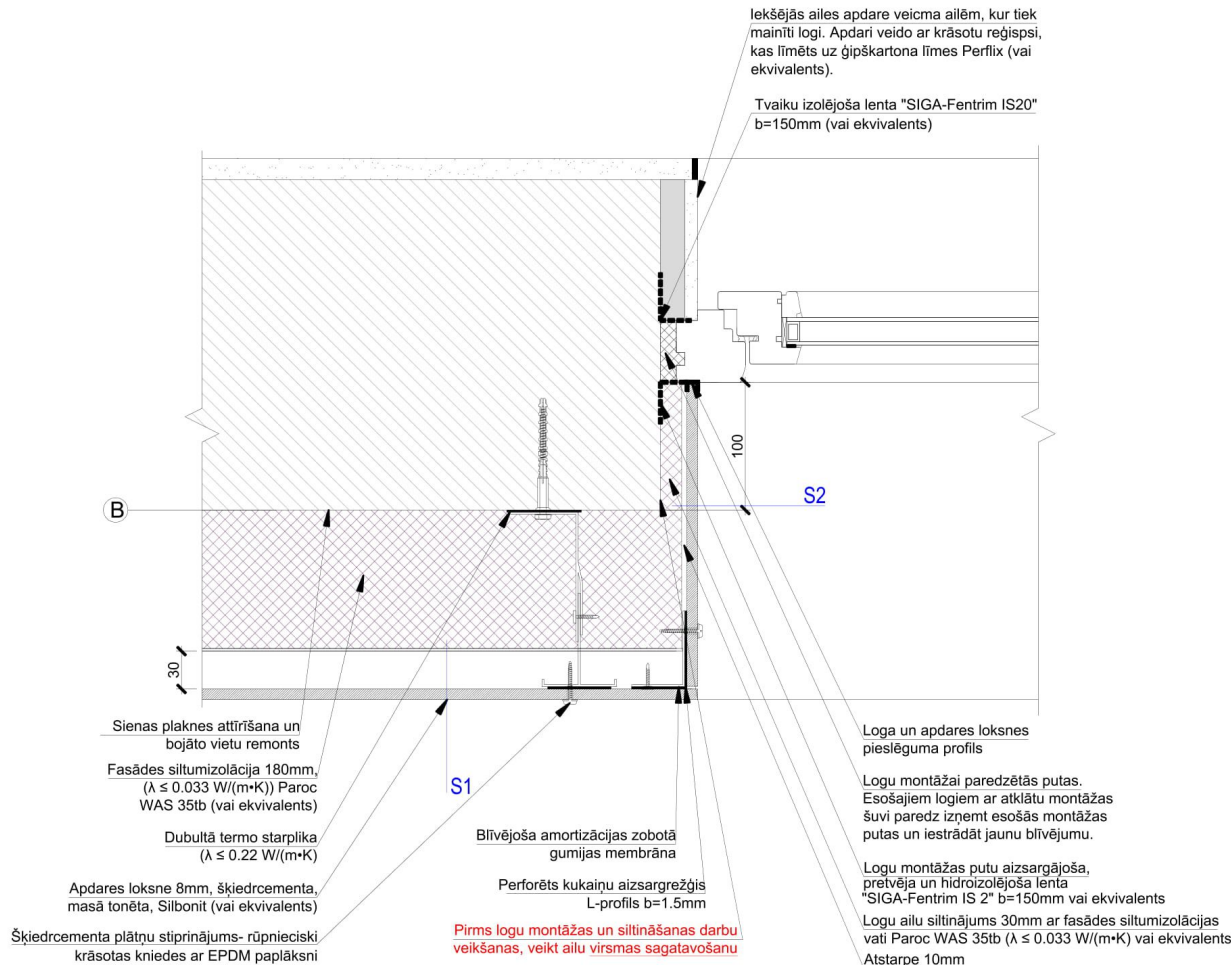 Iekšējās ailes apdare veicma ailēm, kur tiek
mainīti logi. Apdari veido ar krāsotu reģispsi,
kas līmēts uz ģipškartona līmes Perflix (vai
ekvivalents).
Tvaiku izolējoša lenta "SIGA-Fentrim IS20"
b=150mm (vai ekvivalents)
100
S2
B
30
S1
Sienas plaknes attīrīšana un
bojāto vietu remonts
Fasādes siltumizolācija 180mm,
(λ ≤ 0.033 W/(m•K)) Paroc
WAS 35tb (vai ekvivalents)
Dubultā termo starplika
(λ ≤ 0.22 W/(m•K)
Apdares loksne 8mm, šķiedrcementa,
masā tonēta, Silbonit (vai ekvivalents)
Šķiedrcementa plātņu stiprinājums- rūpnieciski
krāsotas kniedes ar EPDM paplāksni
Blīvējoša amortizācijas zobotā
gumijas membrāna
Perforēts kukaiņu aizsargrežģis
L-profils b=1.5mm
Pirms logu montāžas un siltināšanas darbu
veikšanas, veikt ailu virsmas sagatavošanu
Loga un apdares loksnes
pieslēguma profils
Logu montāžai paredzētās putas.
Esošajiem logiem ar atklātu montāžas
šuvi paredz izņemt esošās montāžas
putas un iestrādāt jaunu blīvējumu.
Logu montāžas putu aizsargājoša,
pretvēja un hidroizolējoša lenta
"SIGA-Fentrim IS 2" b=150mm vai ekvivalents
Logu ailu siltinājums 30mm ar fasādes siltumizolācijas
vati Paroc WAS 35tb (λ ≤ 0.033 W/(m•K) vai ekvivalents
Atstarpe 10mm